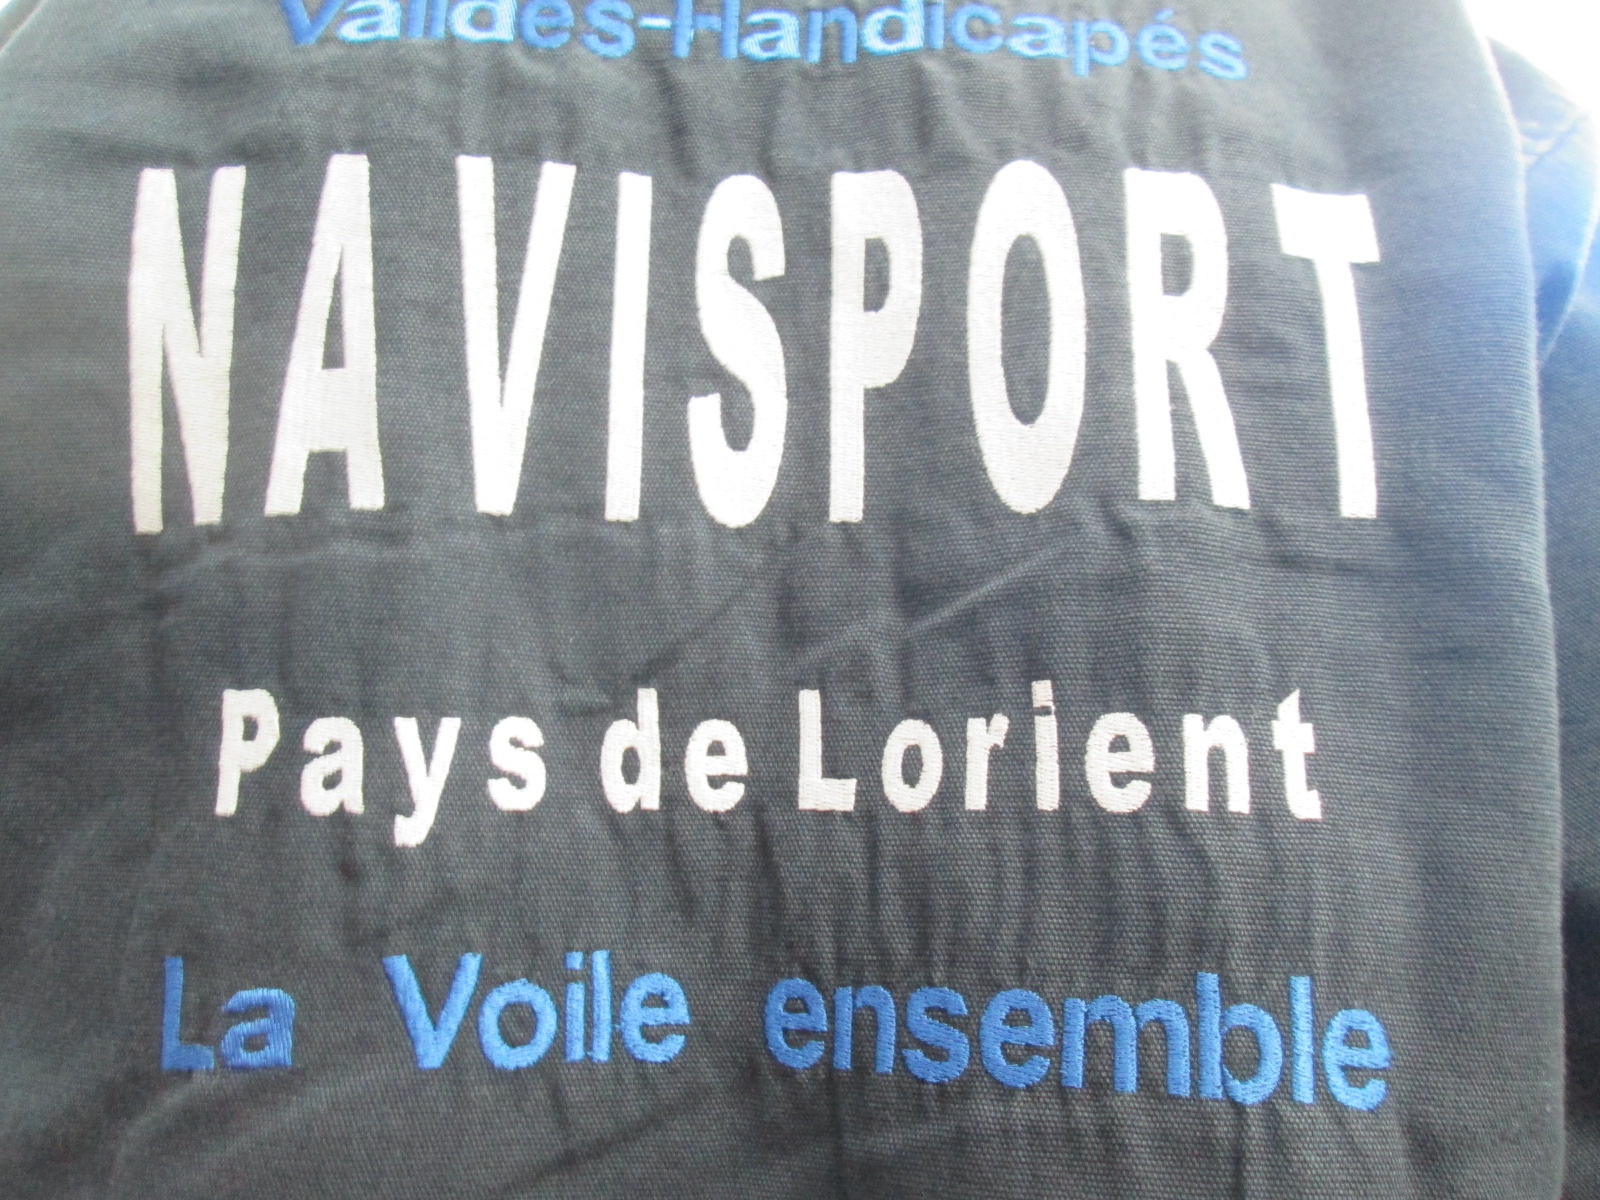 Valides-Handicapés
NAVISPORT
Pays de Lorient
La Voile ensemble